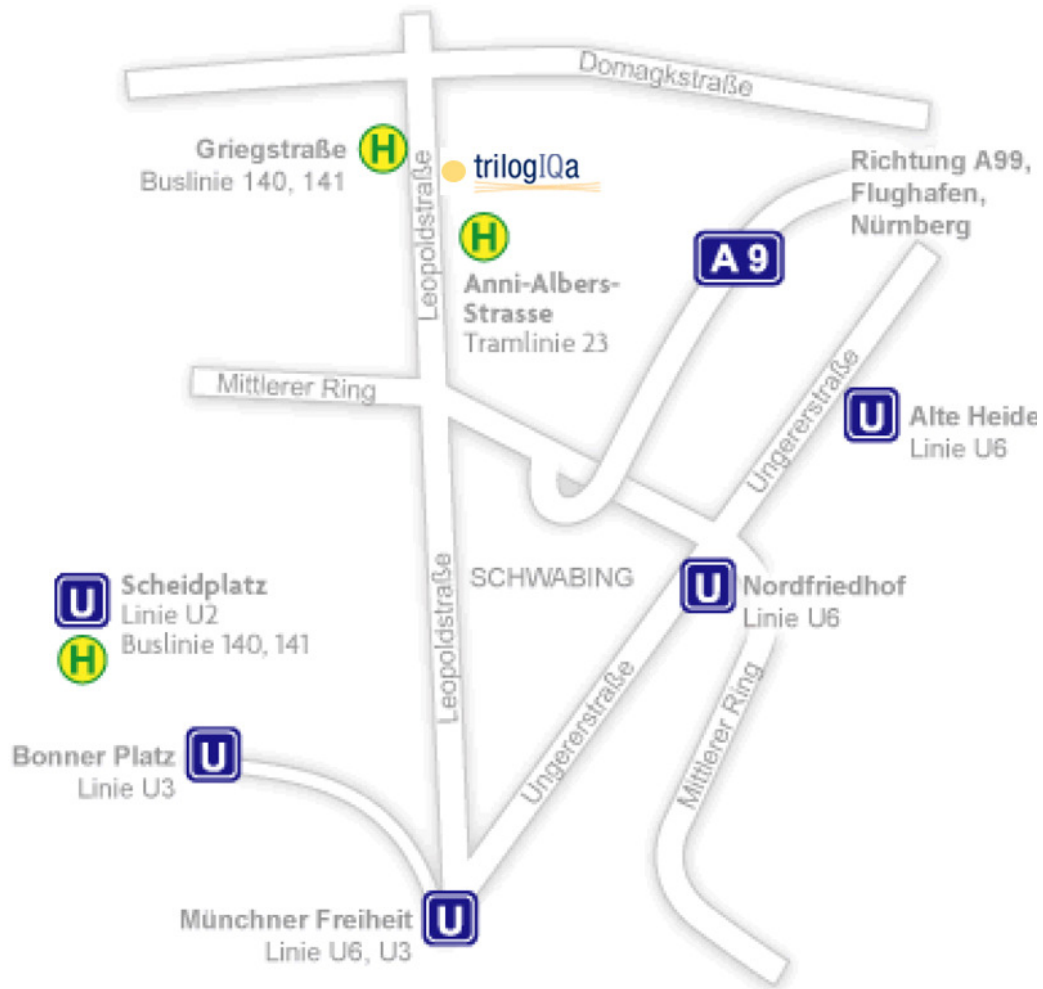 Domagkstraße
Griegstraße
Buslinie 140, 141
H
Leopoldstraße
trilogIQa
Richtung A99,
Flughafen,
Nürnberg
H
A 9
Anni-Albers-
Strasse
Tramlinie 23
Mittlerer Ring
Ungererstraße
U
Alte Heide
Linie U6
SCHWABING
U
Nordfriedhof
Linie U6
U
Scheidplatz
Linie U2
H
Buslinie 140, 141
Leopoldstraße
Ungererstraße
Mittlerer Ring
Bonner Platz
Linie U3
U
Münchner Freiheit
Linie U6, U3
U